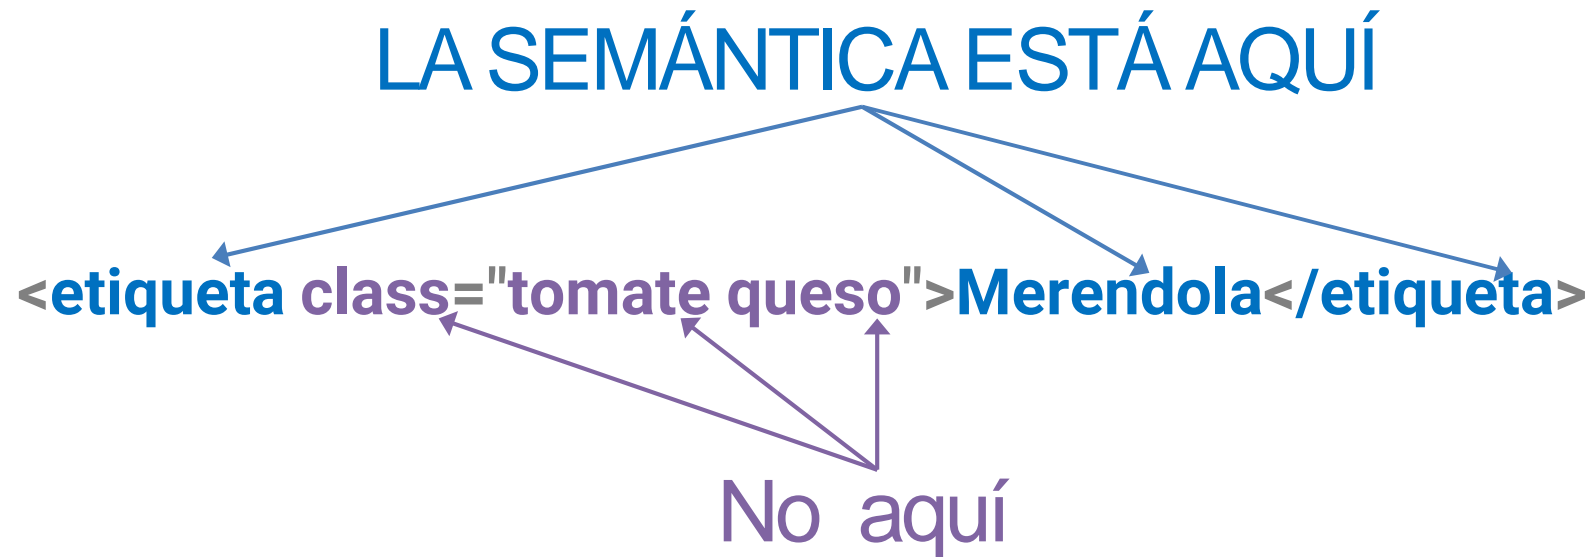 LA SEMÁNTICA ESTÁ AQUÍ
<etiqueta class="tomate queso">Merendola</etiqueta>
No aquí